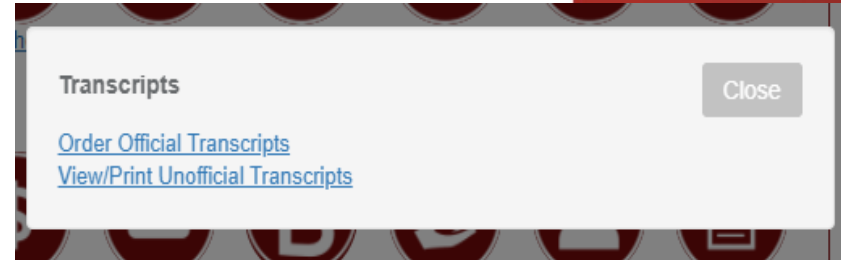 h
Transcripts
Close
Order Official Transcripts
View/Print Unofficial Transcripts
$
B